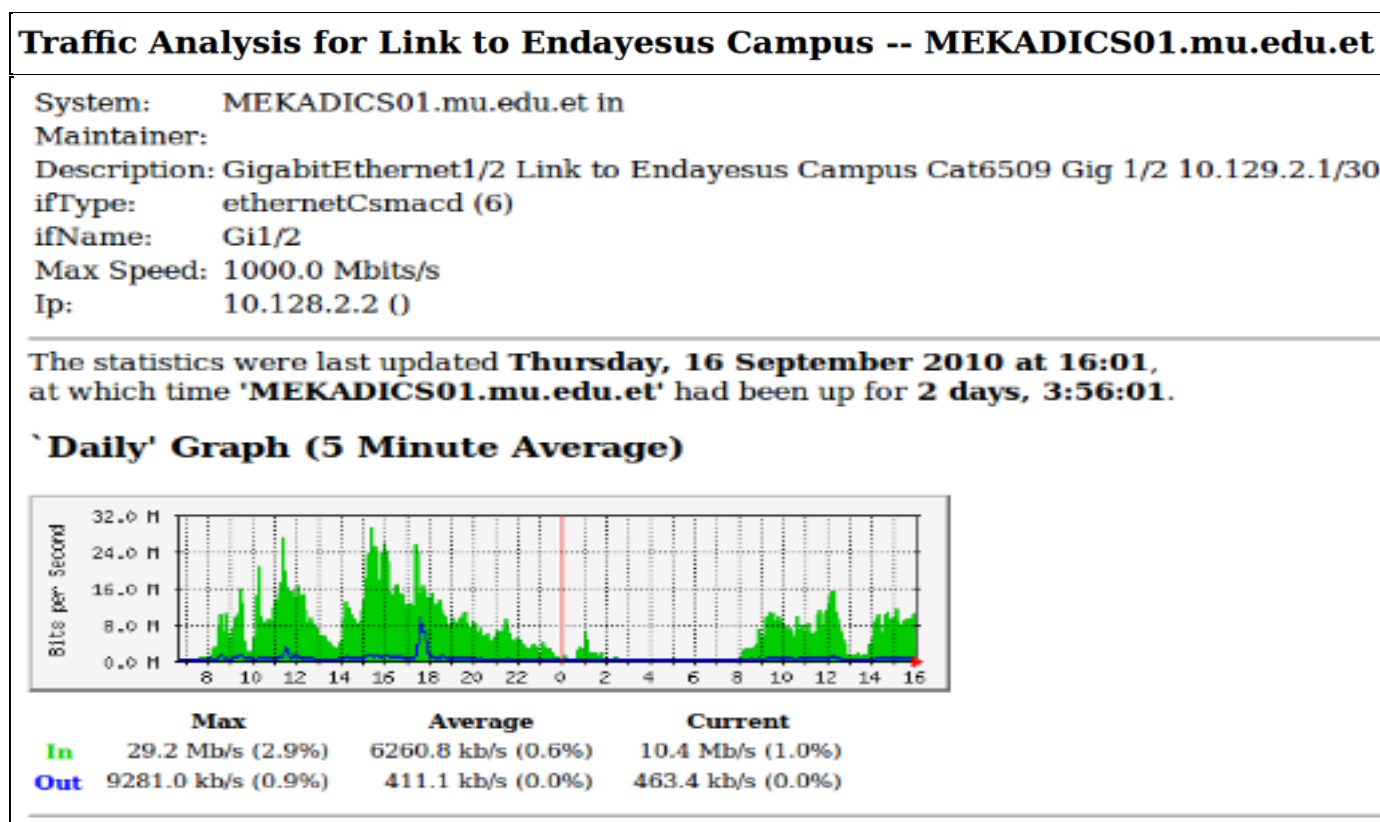 Traffic Analysis for Link to Endayesus Campus -- MEKADICS01.mu.edu.et
System: MEKADICS01.mu.edu.et in
Maintainer:
Description: GigabitEthernet1/2 Link to Endayesus Campus Cat6509 Gig 1/2 10.129.2.1/30
ifType: ethernetCsmacd (6)
ifName: Gi1/2
Max Speed: 1000.0 Mbits/s
Ip: 10.128.2.2 ()
The statistics were last updated Thursday, 16 September 2010 at 16:01,
at which time 'MEKADICS01.mu.edu.et' had been up for 2 days, 3:56:01.
`Daily' Graph (5 Minute Average)
Bits per Second
32.0 M
24.0 M
16.0 M
8.0 M
0.0 M
8 10 12 14 16 18 20 22 0 2 4 6 8 10 12 14 16
Max Average Current
In 29.2 Mb/s (2.9%) 6260.8 kb/s (0.6%) 10.4 Mb/s (1.0%)
Out 9281.0 kb/s (0.9%) 411.1 kb/s (0.0%) 463.4 kb/s (0.0%)